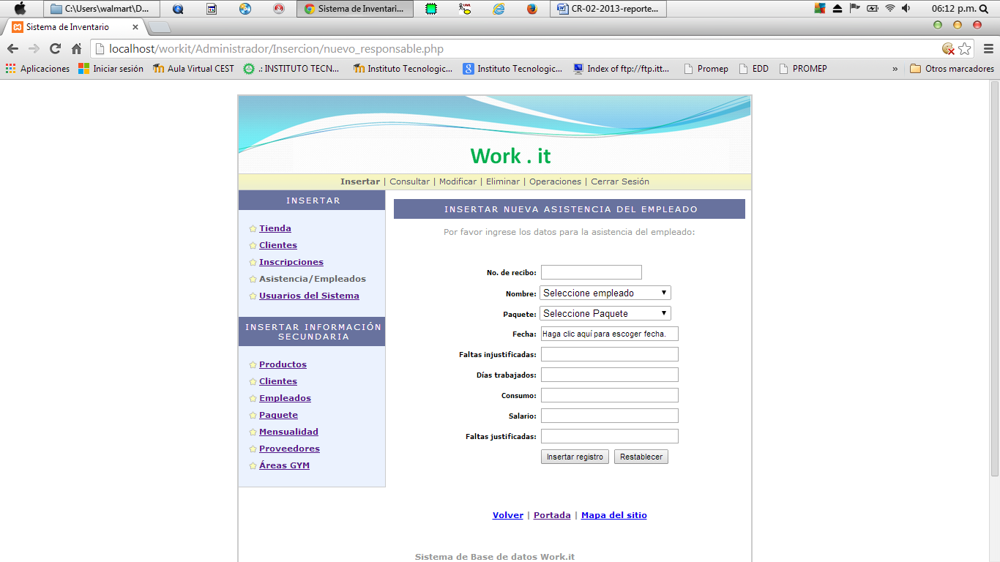 C:\Users\walmart\D...
Sistema de Inventari...
UML
CR-02-2013-reporte...
06:12 p.m.
Sistema de Inventario
localhost/workit/Administrador/Insercion/nuevo_responsable.php
Aplicaciones
Iniciar sesión
Aula Virtual CEST
.: INSTITUTO TECN...
Instituto Tecnologic...
Instituto Tecnologic...
Index of ftp://ftp.itt...
Promep
EDD
PROMEP
»
Otros marcadores
Work . it
Insertar | Consultar | Modificar | Eliminar | Operaciones | Cerrar Sesión
INSERTAR
Tienda
Clientes
Inscripciones
Asistencia/Empleados
Usuarios del Sistema
INSERTAR INFORMACIÓN
SECUNDARIA
Productos
Clientes
Empleados
Paquete
Mensualidad
Proveedores
Áreas GYM
INSERTAR NUEVA ASISTENCIA DEL EMPLEADO
Por favor ingrese los datos para la asistencia del empleado:
No. de recibo:
Nombre: Seleccione empleado
Paquete: Seleccione Paquete
Fecha: Haga clic aquí para escoger fecha.
Faltas injustificadas:
Días trabajados:
Consumo:
Salario:
Faltas justificadas:
Insertar registro Restablecer
Volver | Portada | Mapa del sitio
Sistema de Base de datos Work.it